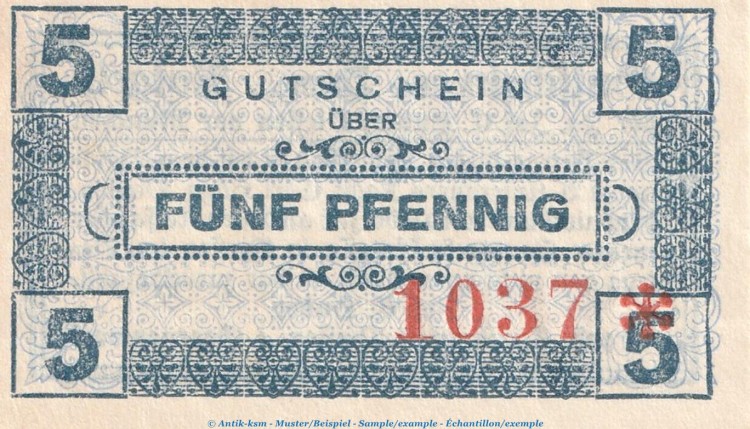 5 5
GUTSCHEIN
ÜBER
FÜNF PFENNIG
1037 *
5 5
© Antik-ksm - Muster/Beispiel - Sample/example - Échantillon/exemple